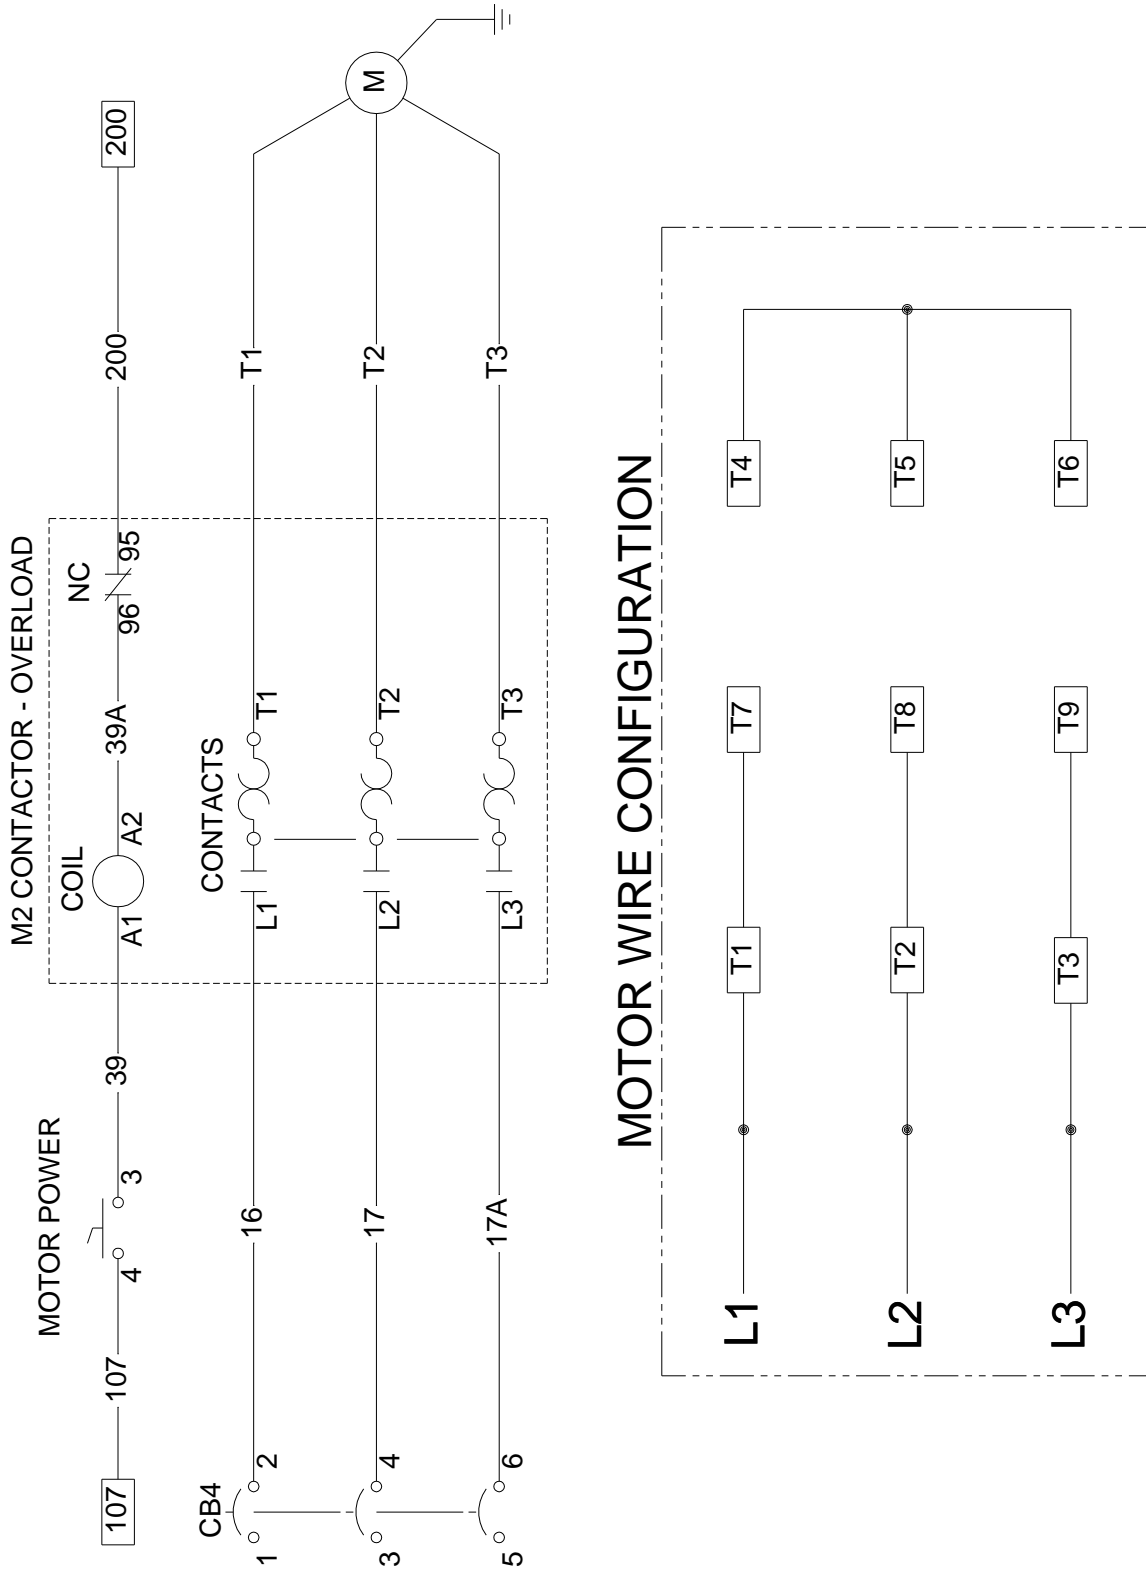 M2 CONTACTOR - OVERLOAD
MOTOR POWER
COIL
NC
107 107 4 3 39 A1 A2 39A 96 95 200 200
CB4
CONTACTS
1 2 16 L1 T1 T1
3 4 17 L2 T2 T2
5 6 17A L3 T3 T3
M
MOTOR WIRE CONFIGURATION
L1 T1 T7 T4
L2 T2 T8 T5
L3 T3 T9 T6